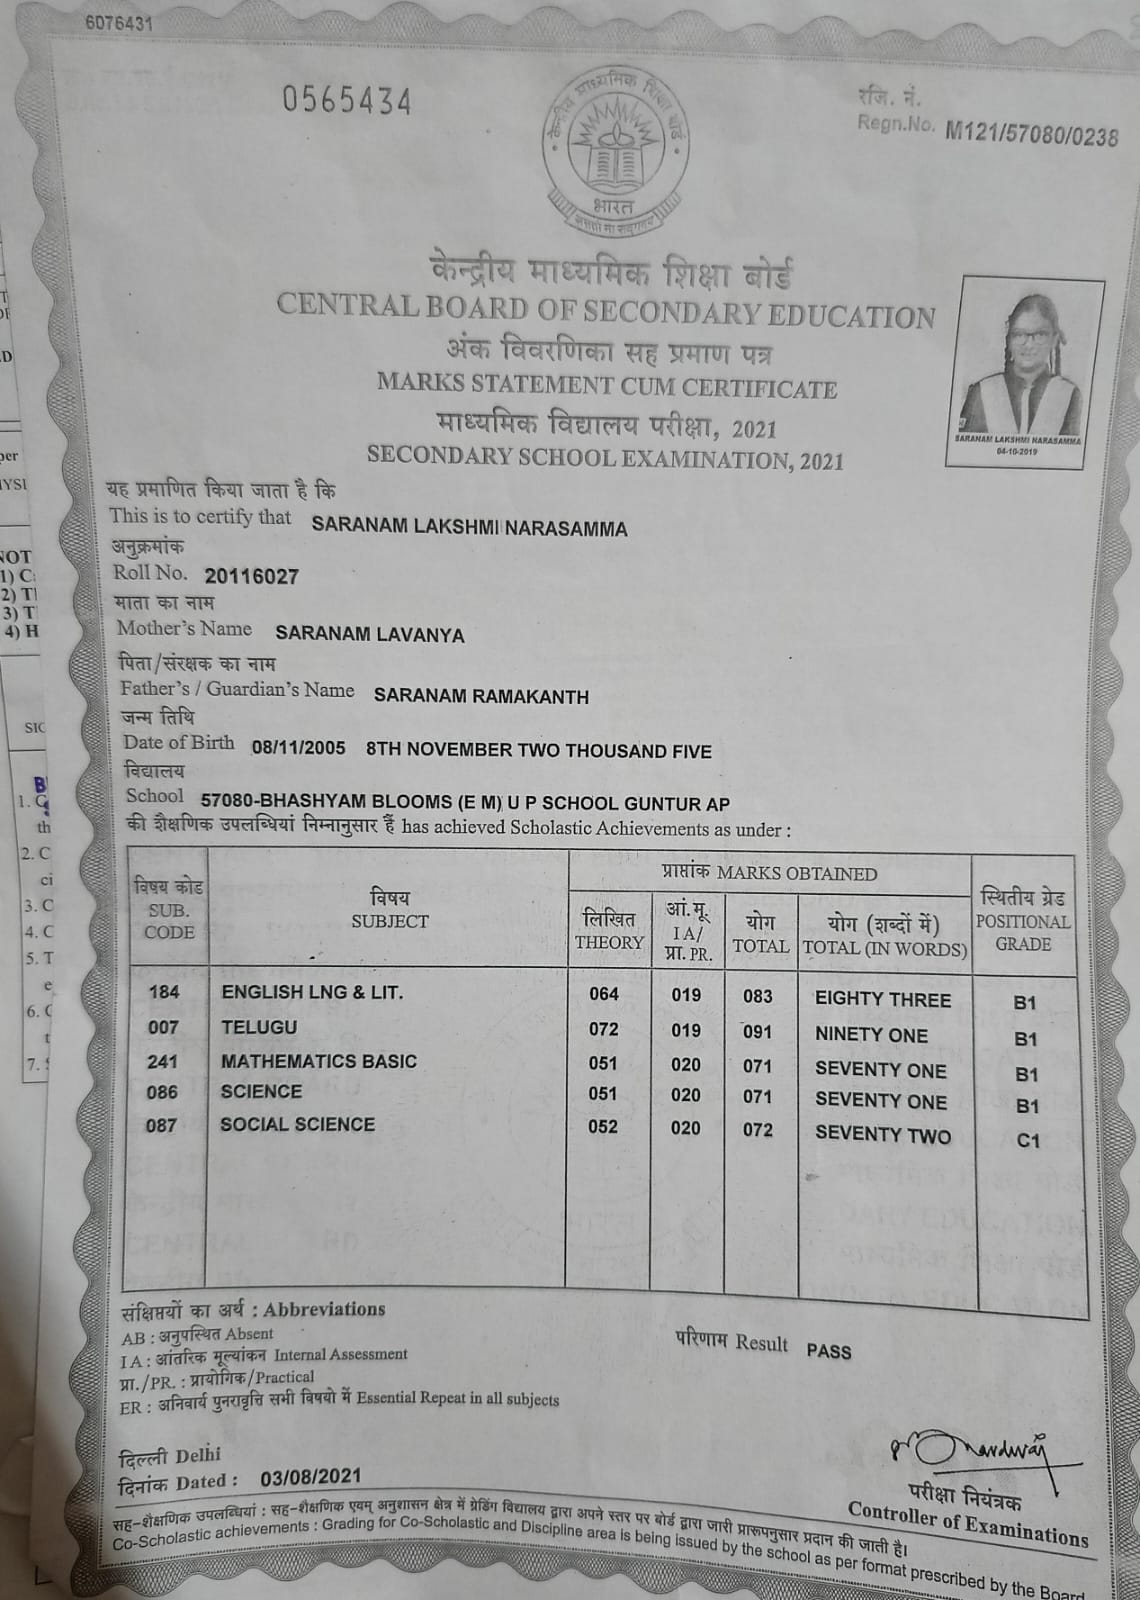 6076431
0565434
रजि. नं.
Regn.No. M121/57080/0238
केन्द्रीय माध्यमिक शिक्षा बोर्ड
भारत
असतो मा सद्गमय
केन्द्रीय माध्यमिक शिक्षा बोर्ड
CENTRAL BOARD OF SECONDARY EDUCATION
अंक विवरणिका सह प्रमाण पत्र
MARKS STATEMENT CUM CERTIFICATE
माध्यमिक विद्यालय परीक्षा, 2021
SECONDARY SCHOOL EXAMINATION, 2021
SARANAM LAKSHMI NARASAMMA
04-10-2019
यह प्रमाणित किया जाता है कि
This is to certify that SARANAM LAKSHMI NARASAMMA
अनुक्रमांक
Roll No. 20116027
माता का नाम
Mother's Name SARANAM LAVANYA
पिता/संरक्षक का नाम
Father's / Guardian's Name SARANAM RAMAKANTH
जन्म तिथि
Date of Birth 08/11/2005 8TH NOVEMBER TWO THOUSAND FIVE
विद्यालय
School 57080-BHASHYAM BLOOMS (E M) U P SCHOOL GUNTUR AP
की शैक्षणिक उपलब्धियां निम्नानुसार हैं has achieved Scholastic Achievements as under :
विषय कोड
SUB.
CODE
विषय
SUBJECT
प्राप्तांक MARKS OBTAINED
लिखित
THEORY
आं.मू.
I A/
प्रा. PR.
योग
TOTAL
योग (शब्दों में)
TOTAL (IN WORDS)
स्थितीय ग्रेड
POSITIONAL
GRADE
184 ENGLISH LNG & LIT. 064 019 083 EIGHTY THREE B1
007 TELUGU 072 019 091 NINETY ONE B1
241 MATHEMATICS BASIC 051 020 071 SEVENTY ONE B1
086 SCIENCE 051 020 071 SEVENTY ONE B1
087 SOCIAL SCIENCE 052 020 072 SEVENTY TWO C1
संक्षिप्तियों का अर्थ : Abbreviations
AB : अनुपस्थित Absent
I A : आंतरिक मूल्यांकन Internal Assessment
प्रा./PR. : प्रायोगिक/Practical
ER : अनिवार्य पुनरावृत्ति सभी विषयो में Essential Repeat in all subjects
परिणाम Result PASS
दिल्ली Delhi
दिनांक Dated : 03/08/2021
परीक्षा नियंत्रक
Controller of Examinations
सह-शैक्षणिक उपलब्धियां : सह-शैक्षणिक एवम् अनुशासन क्षेत्र में ग्रेडिंग विद्यालय द्वारा अपने स्तर पर बोर्ड द्वारा जारी प्रारूपनुसार प्रदान की जाती है।
Co-Scholastic achievements : Grading for Co-Scholastic and Discipline area is being issued by the school as per format prescribed by the Board